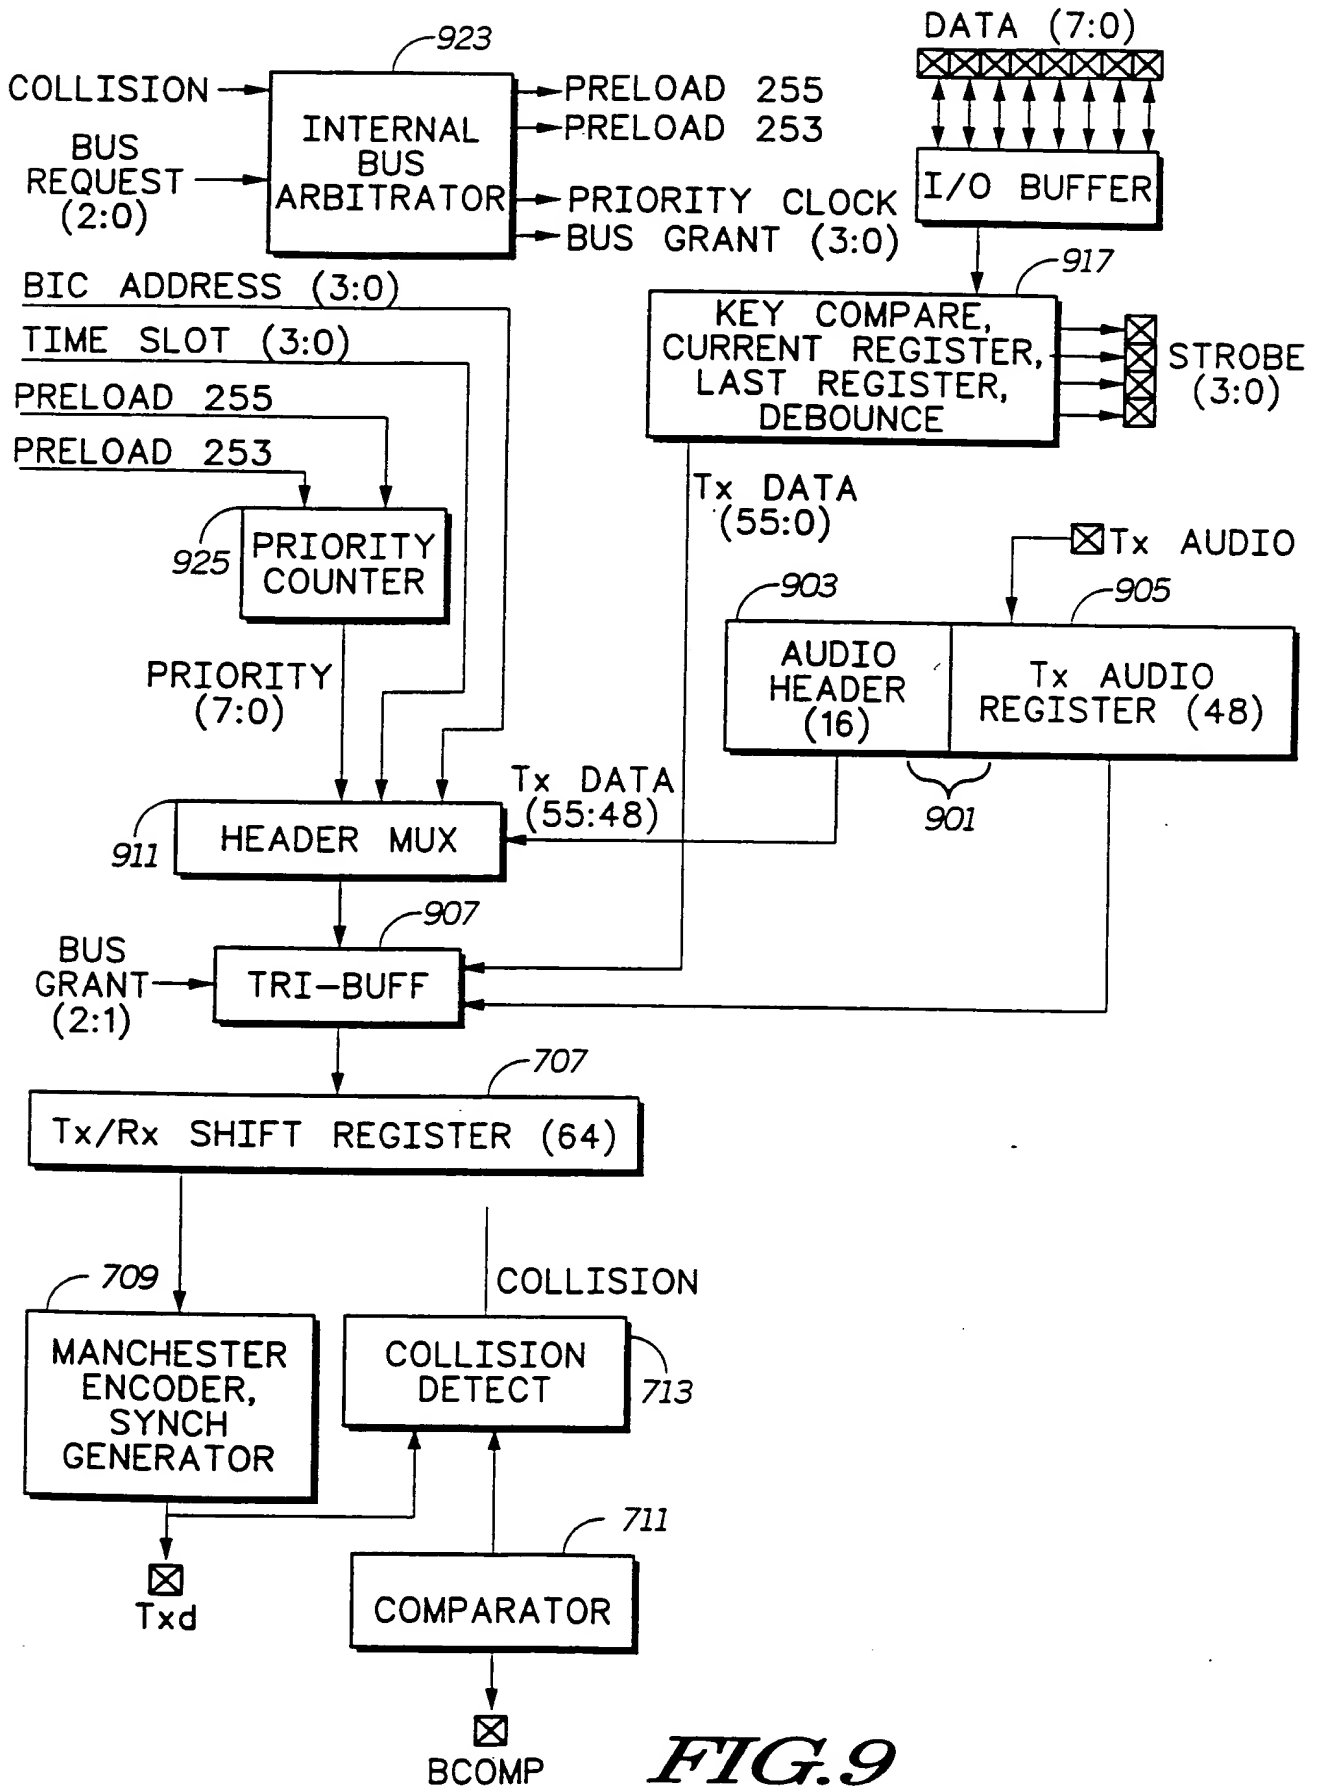 923
COLLISION
BUS
REQUEST
(2:0)
INTERNAL
BUS
ARBITRATOR
PRELOAD 255
PRELOAD 253
PRIORITY CLOCK
BUS GRANT (3:0)
DATA (7:0)
I/O BUFFER
917
KEY COMPARE,
CURRENT REGISTER,
LAST REGISTER,
DEBOUNCE
STROBE
(3:0)
BIC ADDRESS (3:0)
TIME SLOT (3:0)
PRELOAD 255
PRELOAD 253
925
PRIORITY
COUNTER
Tx DATA
(55:0)
Tx AUDIO
903
905
AUDIO
HEADER
(16)
Tx AUDIO
REGISTER (48)
901
PRIORITY
(7:0)
Tx DATA
(55:48)
911
HEADER MUX
907
BUS
GRANT
(2:1)
TRI-BUFF
707
Tx/Rx SHIFT REGISTER (64)
709
COLLISION
MANCHESTER
ENCODER,
SYNCH
GENERATOR
COLLISION
DETECT
713
711
Txd
COMPARATOR
BCOMP
FIG.9